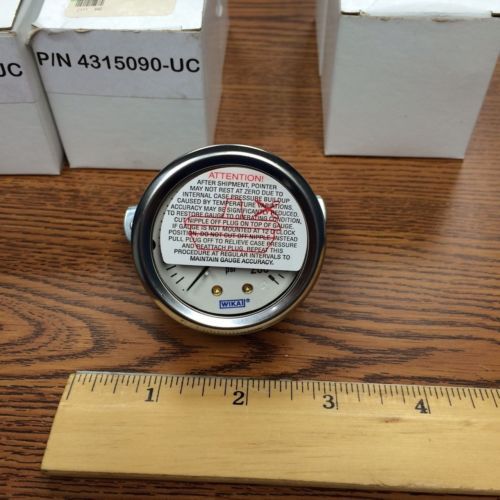 JC
P/N 4315090-UC
ATTENTION!
AFTER SHIPMENT, POINTER
MAY NOT REST AT ZERO DUE TO
INTERNAL CASE PRESSURE BUILDUP
CAUSED BY TEMPERATURE VARIATIONS.
ACCURACY MAY BE SIGNIFICANTLY REDUCED.
TO RESTORE GAUGE TO OPERATING CONDITION,
CUT NIPPLE OFF PLUG ON TOP OF GAUGE.
IF GAUGE IS NOT MOUNTED AT 12 O'CLOCK
POSITION, DO NOT CUT OFF NIPPLE. INSTEAD
PULL PLUG OFF TO RELIEVE CASE PRESSURE
AND REATTACH PLUG. REPEAT THIS
PROCEDURE AT REGULAR INTERVALS TO
MAINTAIN GAUGE ACCURACY.
psi
WIKA
1 2 3 4